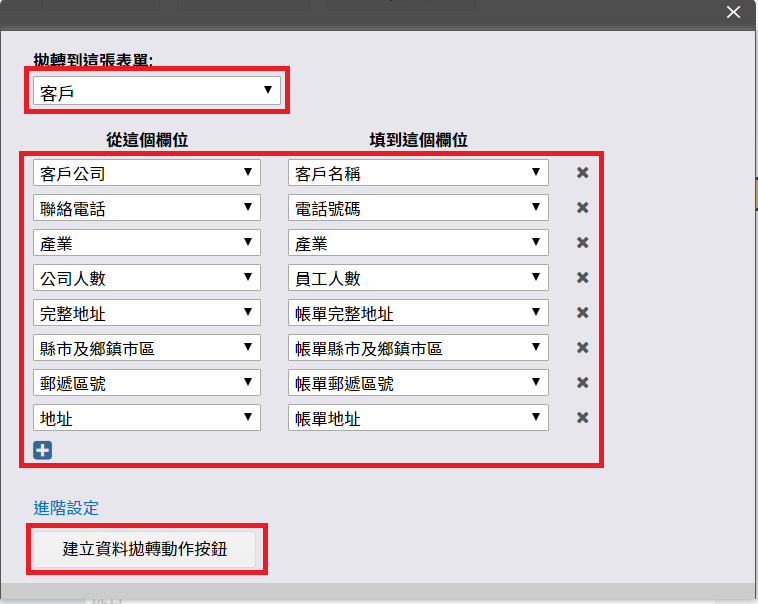 拋轉到這張表單:
客戶
從這個欄位 填到這個欄位
客戶公司 客戶名稱
聯絡電話 電話號碼
產業 產業
公司人數 員工人數
完整地址 帳單完整地址
縣市及鄉鎮市區 帳單縣市及鄉鎮市區
郵遞區號 帳單郵遞區號
地址 帳單地址
進階設定
建立資料拋轉動作按鈕